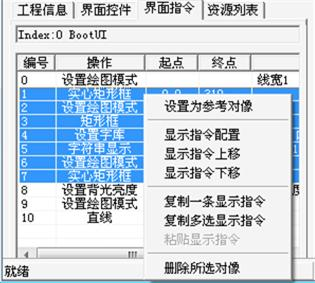 工程信息 界面控件 界面指令 资源列表
Index:0 BootUI
编号 操作 起点 终点
0 设置绘图模式 线宽1
1 实心矩形框 0,0 319
2 设置绘图模式
3 矩形框
4 设置字库
5 字符串显示
6 设置绘图模式
7 实心矩形框
8 设置背光亮度
9 设置绘图模式
10 直线
设置为参考对像
显示指令配置
显示指令上移
显示指令下移
复制一条显示指令
复制多选显示指令
粘贴显示指令
删除所选对像
就绪